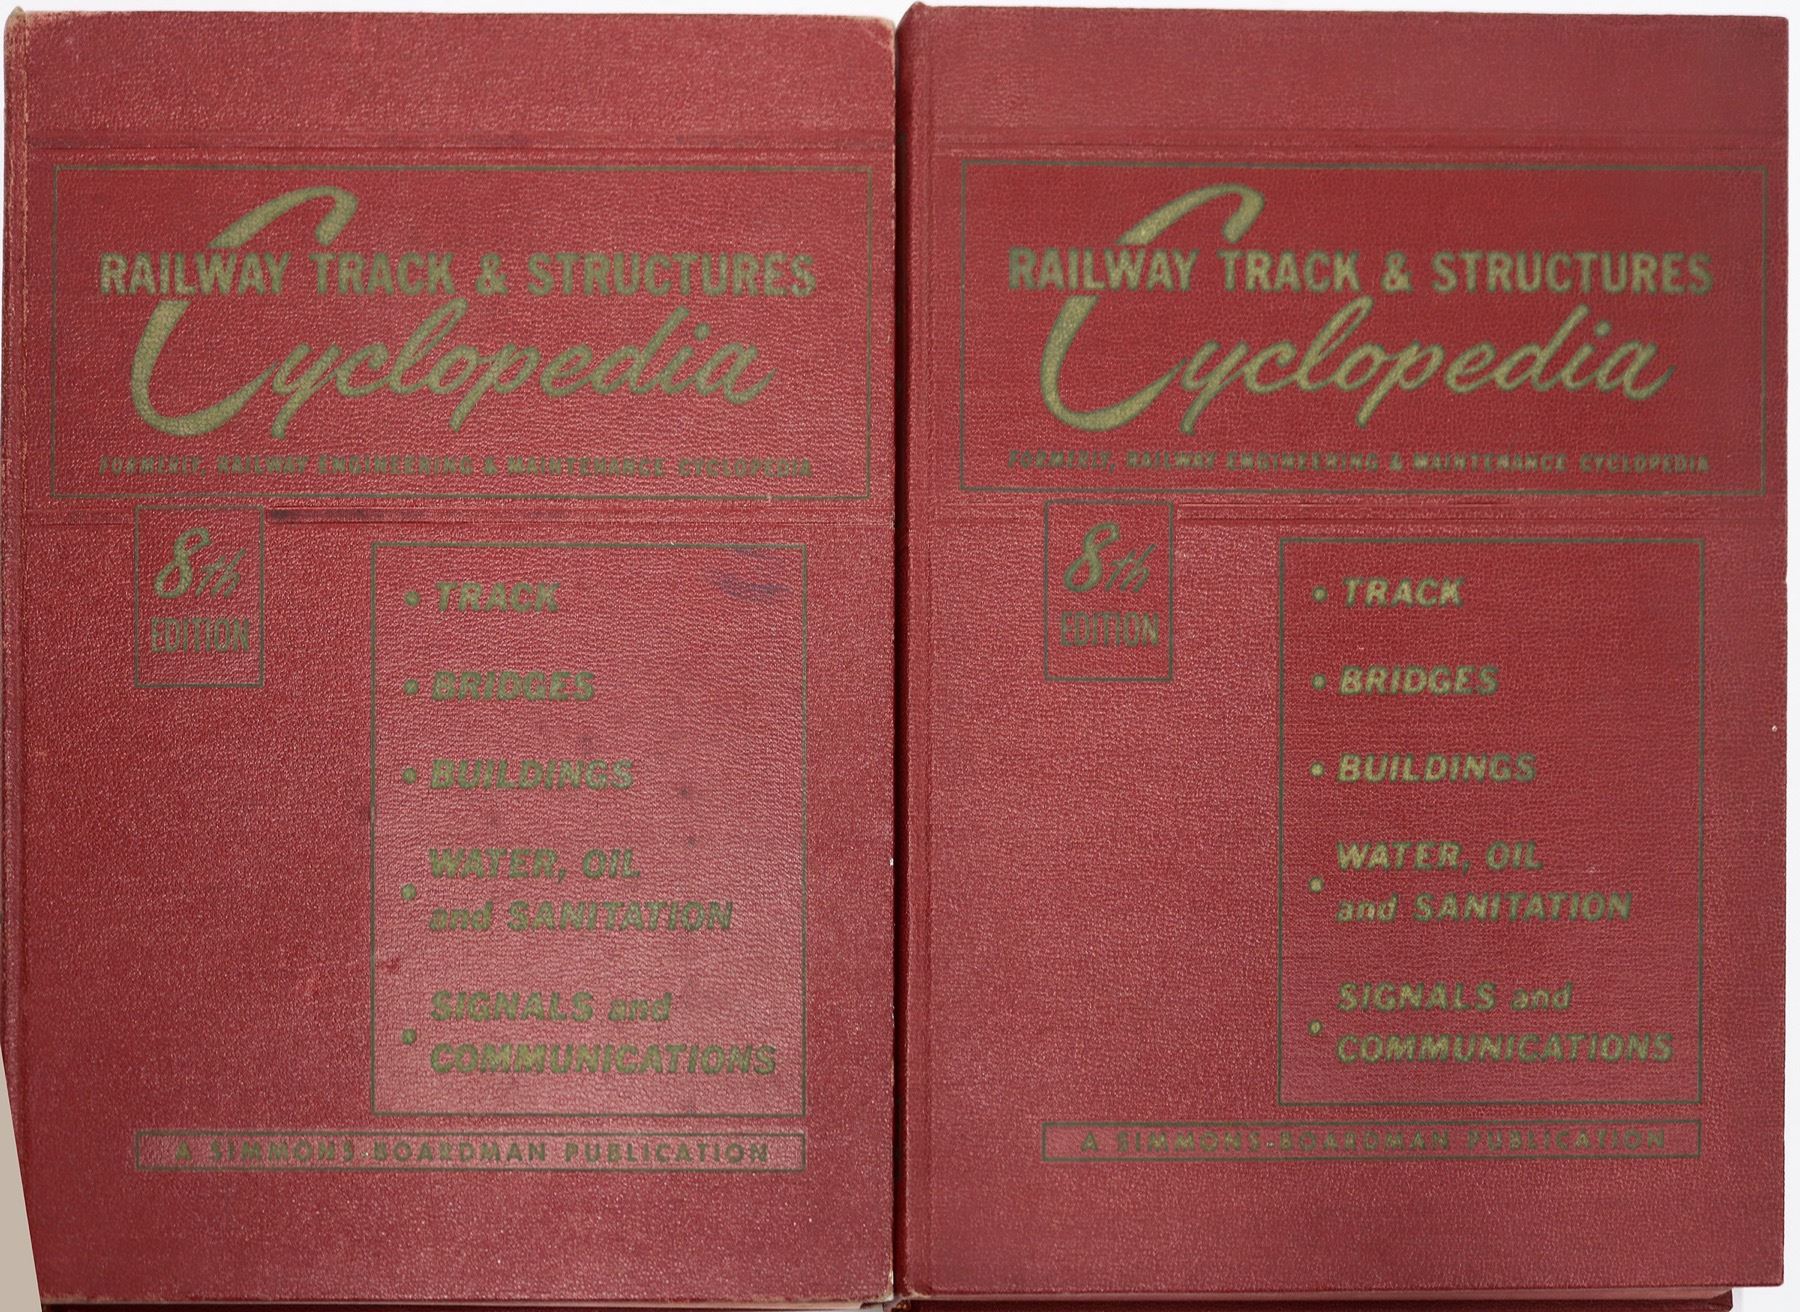 RAILWAY TRACK & STRUCTURES
Cyclopedia
FORMERLY, RAILWAY ENGINEERING & MAINTENANCE CYCLOPEDIA
8th
EDITION
• TRACK
• BRIDGES
• BUILDINGS
• WATER, OIL
and SANITATION
• SIGNALS and
COMMUNICATIONS
A SIMMONS-BOARDMAN PUBLICATION
RAILWAY TRACK & STRUCTURES
Cyclopedia
FORMERLY, RAILWAY ENGINEERING & MAINTENANCE CYCLOPEDIA
8th
EDITION
• TRACK
• BRIDGES
• BUILDINGS
• WATER, OIL
and SANITATION
• SIGNALS and
COMMUNICATIONS
A SIMMONS-BOARDMAN PUBLICATION